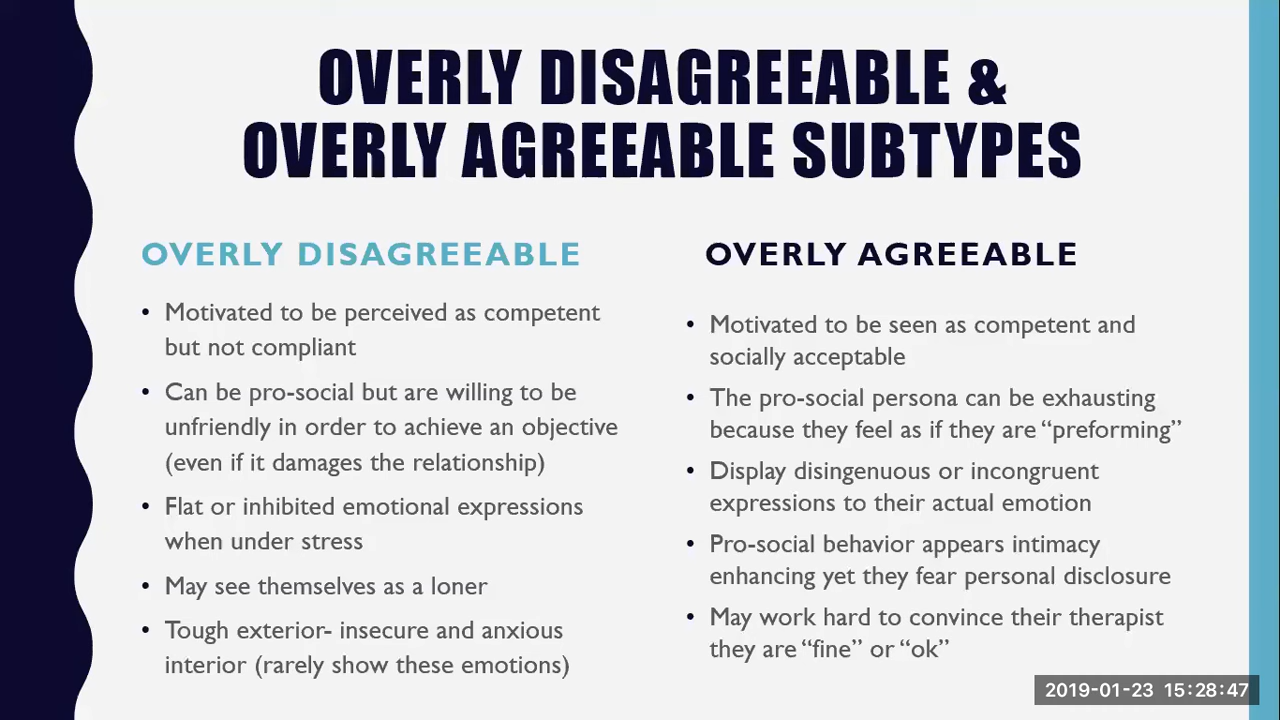 OVERLY DISAGREEABLE &
OVERLY AGREEABLE SUBTYPES
OVERLY DISAGREEABLE
• Motivated to be perceived as competent
but not compliant
• Can be pro-social but are willing to be
unfriendly in order to achieve an objective
(even if it damages the relationship)
• Flat or inhibited emotional expressions
when under stress
• May see themselves as a loner
• Tough exterior- insecure and anxious
interior (rarely show these emotions)
OVERLY AGREEABLE
• Motivated to be seen as competent and
socially acceptable
• The pro-social persona can be exhausting
because they feel as if they are “preforming”
• Display disingenuous or incongruent
expressions to their actual emotion
• Pro-social behavior appears intimacy
enhancing yet they fear personal disclosure
• May work hard to convince their therapist
they are “fine” or “ok”
2019-01-23 15:28:47